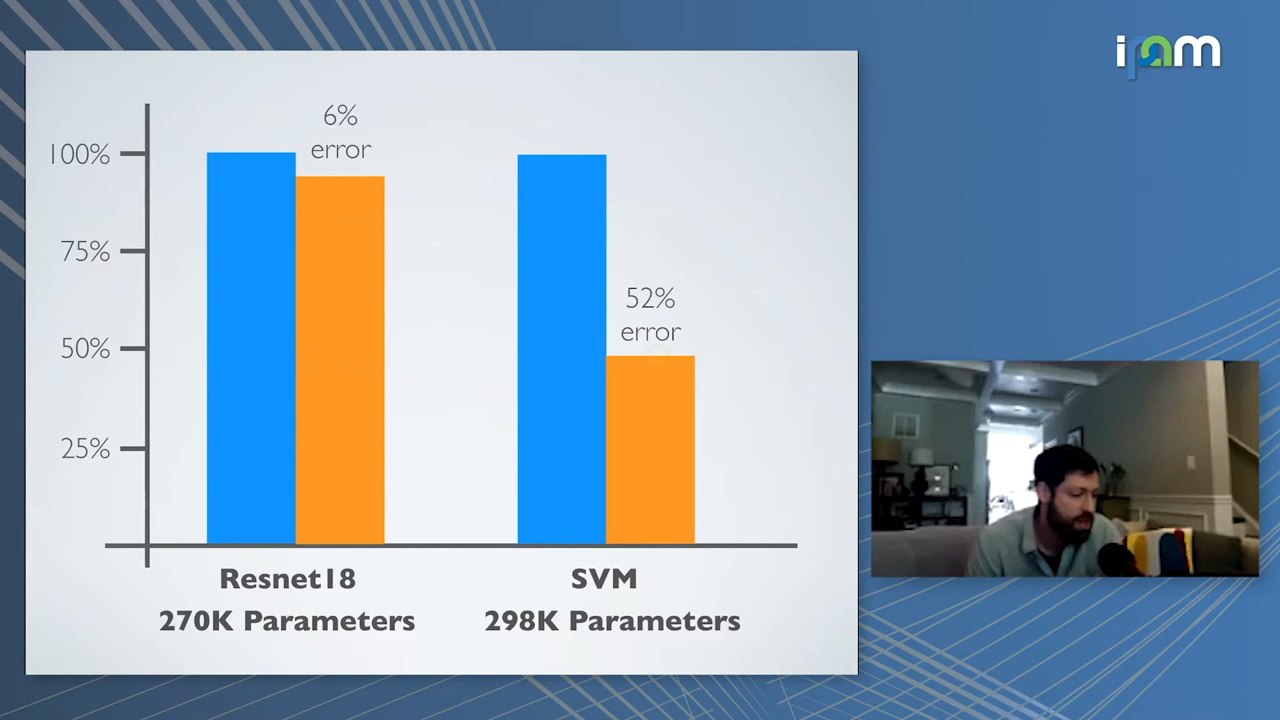 ipam
100%
75%
50%
25%
6%
error
52%
error
Resnet18
270K Parameters
SVM
298K Parameters